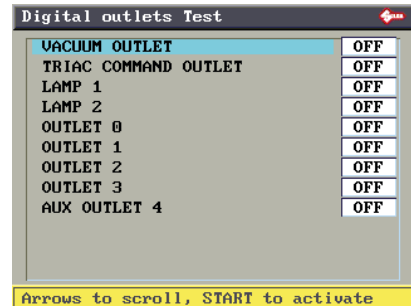 Digital outlets Test
SILCA
VACUUM OUTLET OFF
TRIAC COMMAND OUTLET OFF
LAMP 1 OFF
LAMP 2 OFF
OUTLET 0 OFF
OUTLET 1 OFF
OUTLET 2 OFF
OUTLET 3 OFF
AUX OUTLET 4 OFF
Arrows to scroll, START to activate